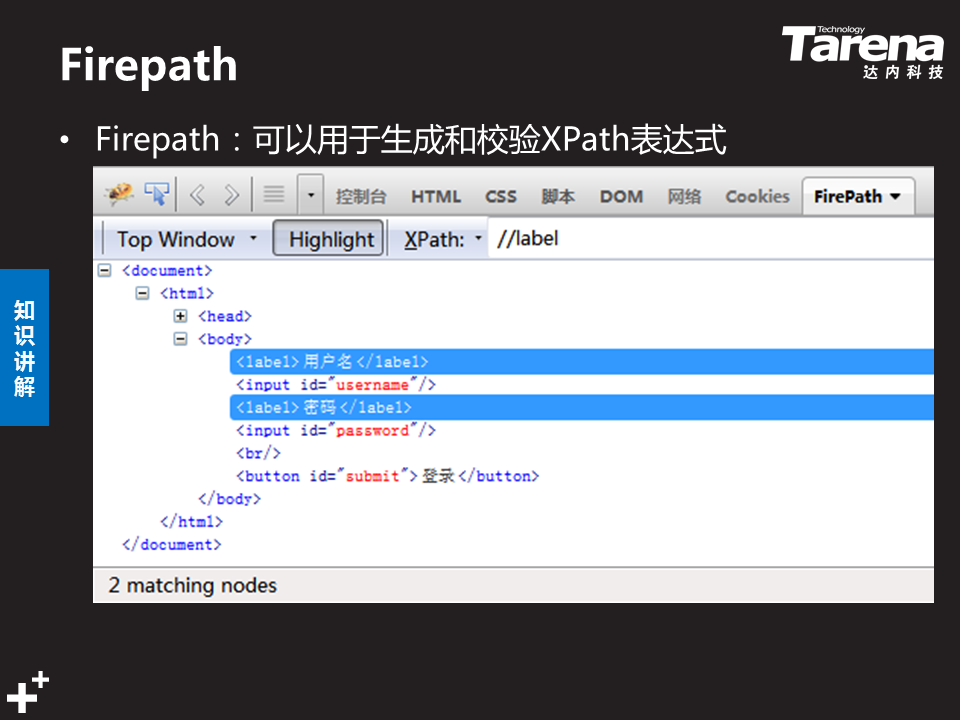 Firepath
Technology
Tarena
达内科技
• Firepath：可以用于生成和校验XPath表达式
控制台 HTML CSS 脚本 DOM 网络 Cookies FirePath
Top Window Highlight XPath: //label
<document>
<html>
<head>
<body>
<label>用户名</label>
<input id="username"/>
<label>密码</label>
<input id="password"/>
<br/>
<button id="submit">登录</button>
</body>
</html>
</document>
2 matching nodes
知识讲解